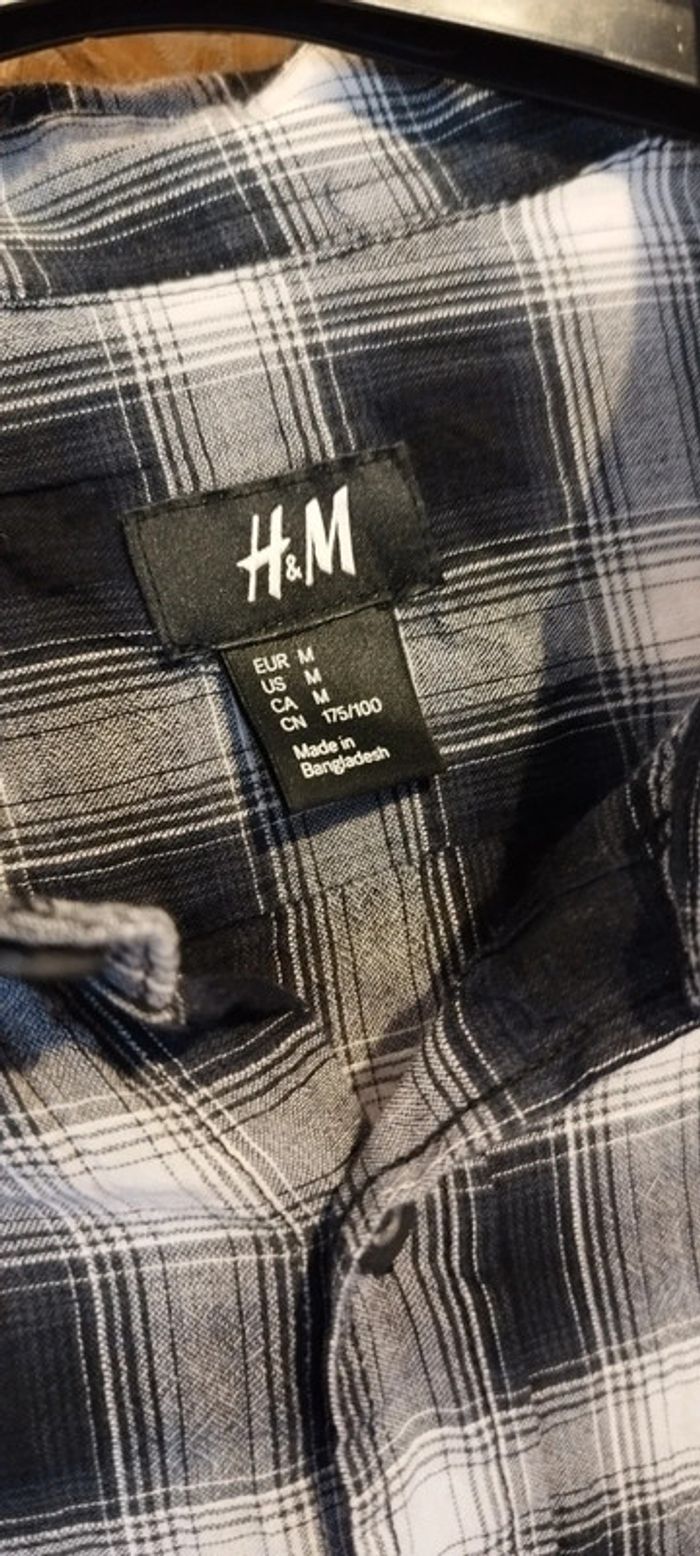 H&M
EUR M
US M
CA M
CN 175/100
Made in
Bangladesh